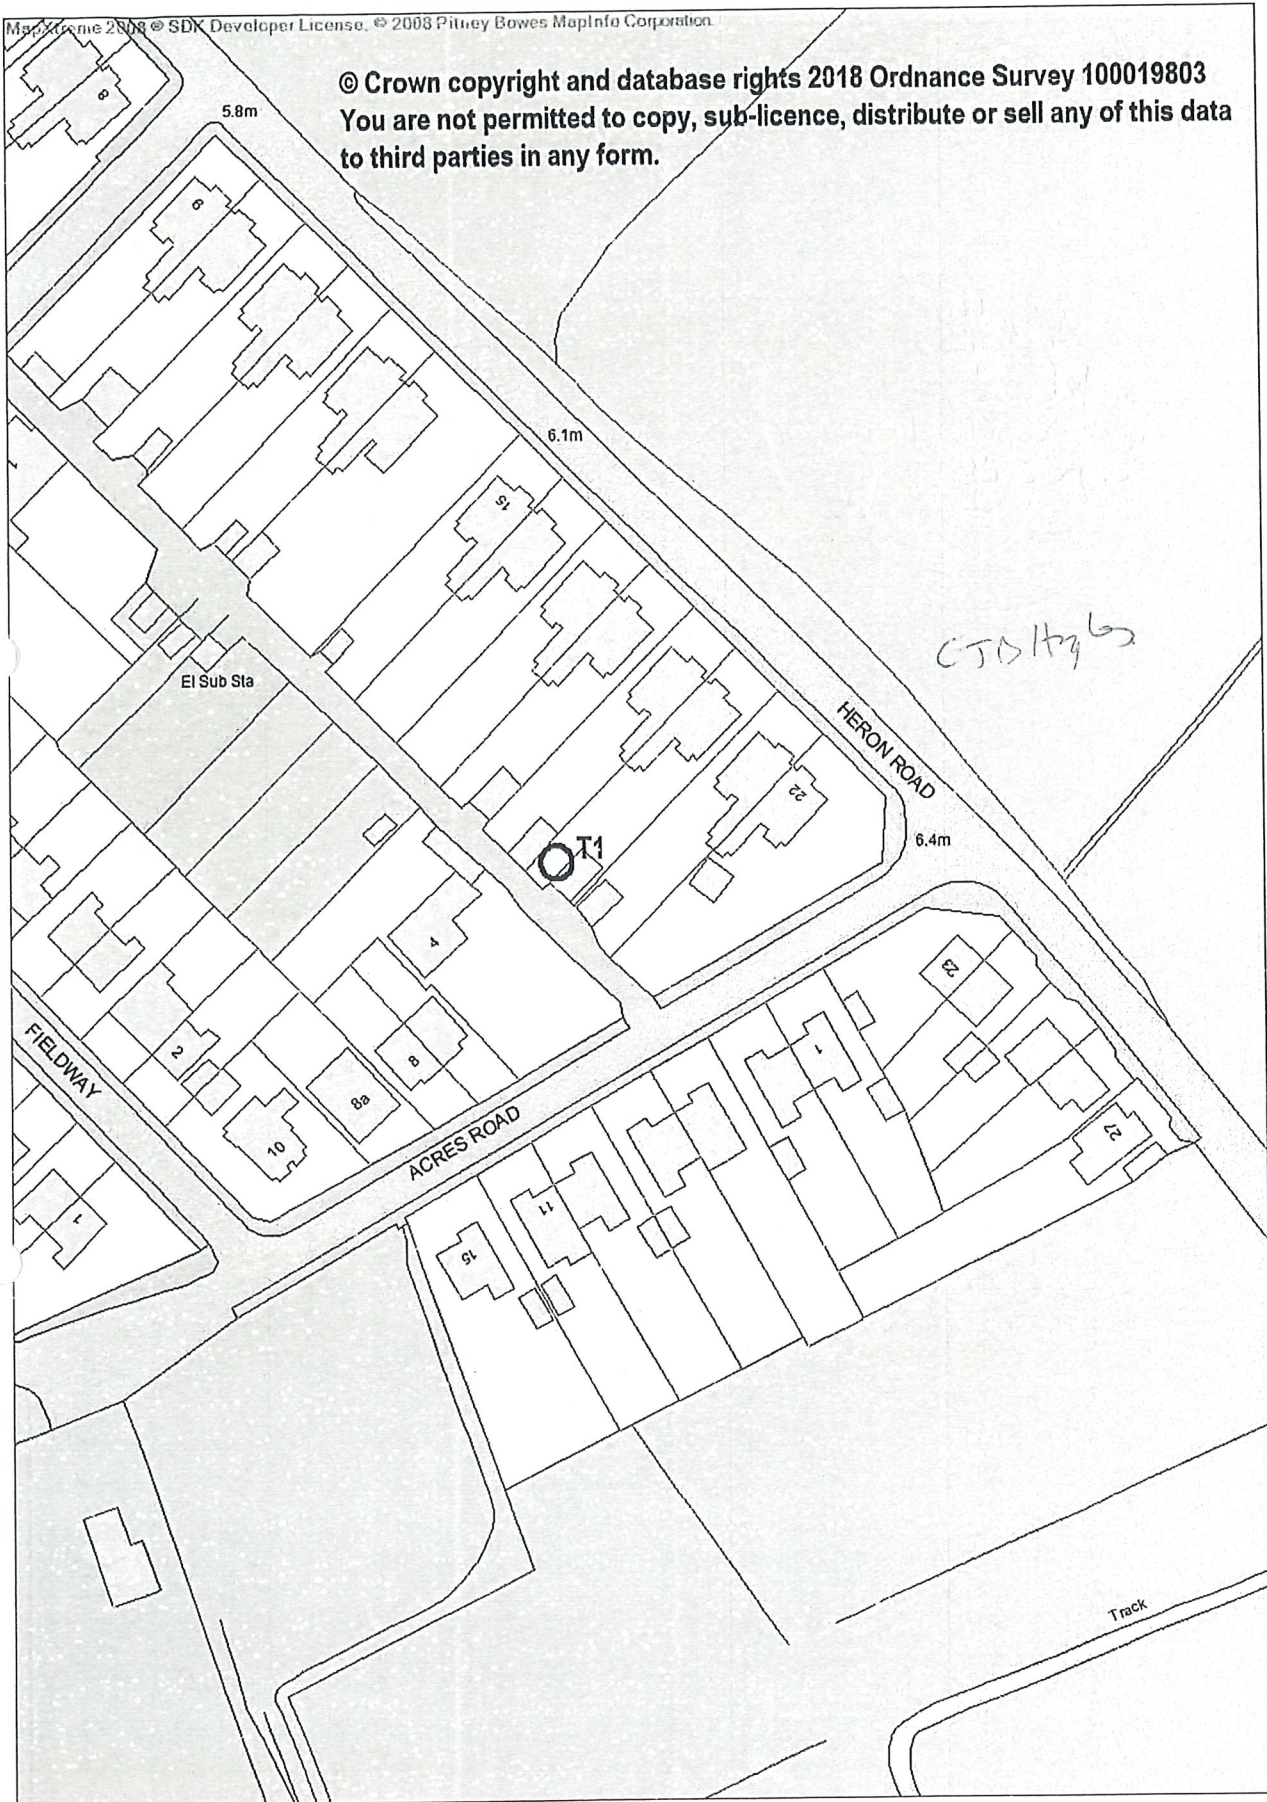 MapXtreme 2008 ® SDK Developer License. © 2008 Pitney Bowes MapInfo Corporation.
© Crown copyright and database rights 2018 Ordnance Survey 100019803
You are not permitted to copy, sub-licence, distribute or sell any of this data
to third parties in any form.
8
5.8m
9
6.1m
15
El Sub Sta
HERON ROAD
22
6.4m
T1
4
23
FIELDWAY
2
8
1
8a
10
ACRES ROAD
27
11
1
15
Track